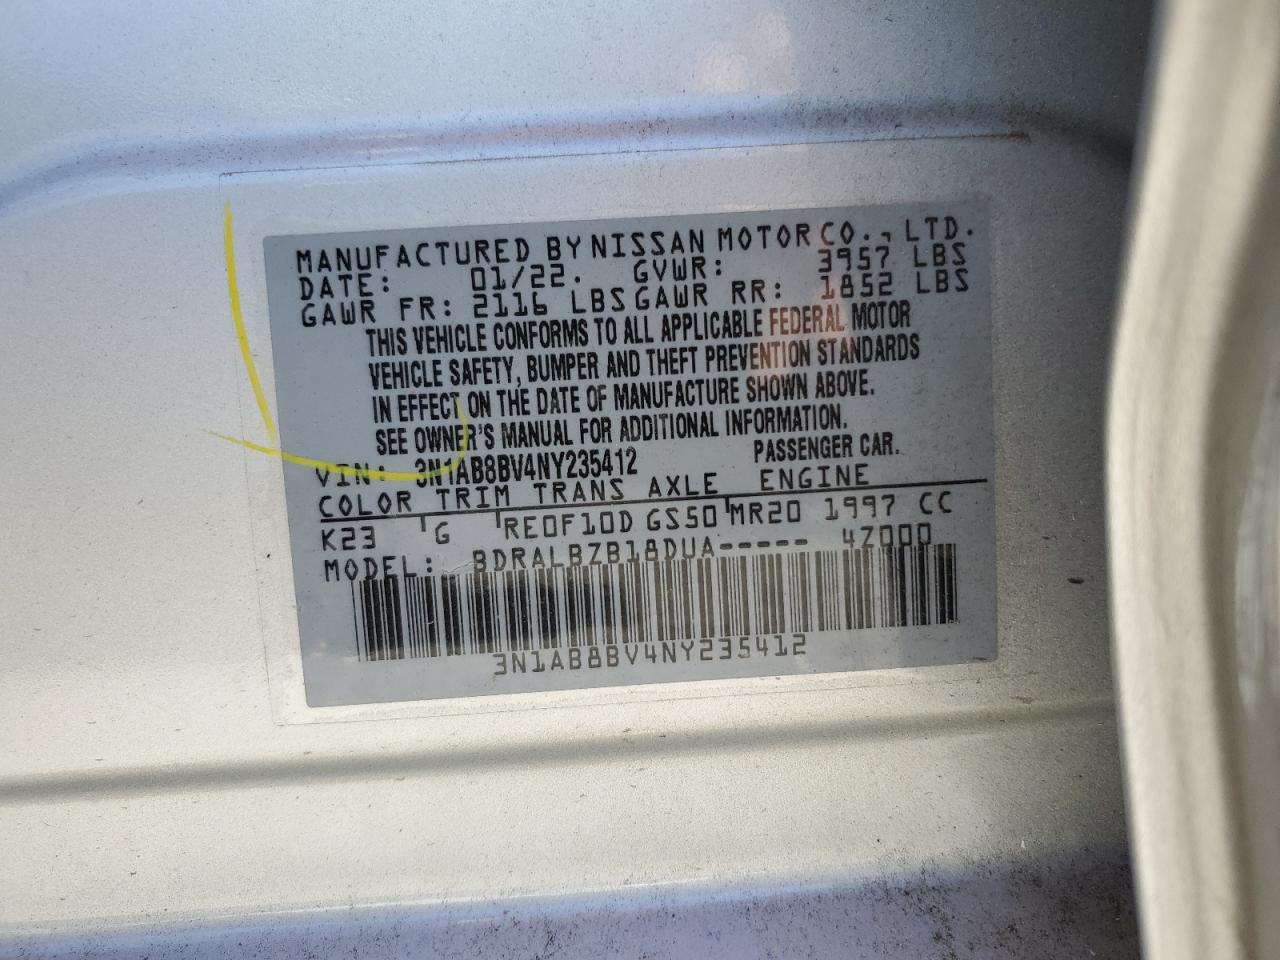 MANUFACTURED BY NISSAN MOTOR CO., LTD.
DATE: 01/22. GVWR: 3957 LBS
GAWR FR: 2116 LBS GAWR RR: 1852 LBS
THIS VEHICLE CONFORMS TO ALL APPLICABLE FEDERAL MOTOR
VEHICLE SAFETY, BUMPER AND THEFT PREVENTION STANDARDS
IN EFFECT ON THE DATE OF MANUFACTURE SHOWN ABOVE.
SEE OWNER'S MANUAL FOR ADDITIONAL INFORMATION.
VIN: 3N1AB8BV4NY235412 PASSENGER CAR.
COLOR TRIM TRANS AXLE ENGINE
K23 G RE0F10D GS50 MR20 1997 CC
MODEL: BDRALBZB18DUA----- 4Z000
3N1AB8BV4NY235412